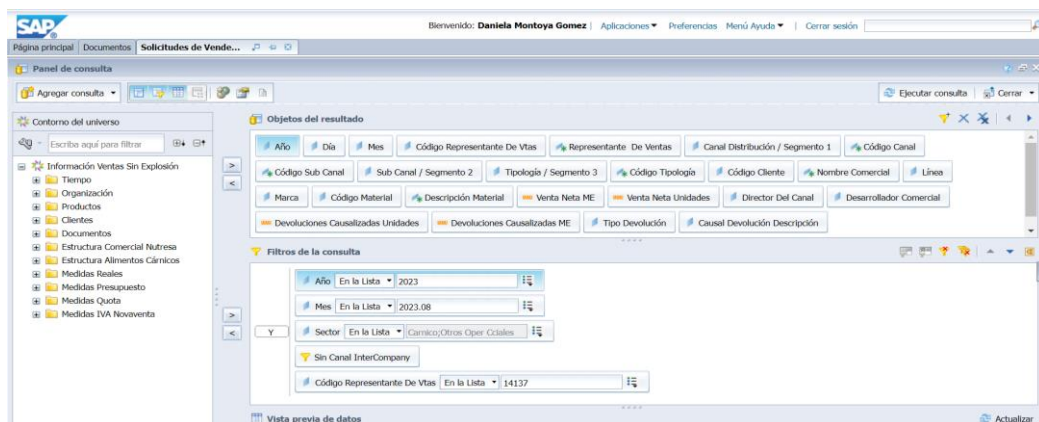 SAP
Bienvenido: Daniela Montoya Gomez | Aplicaciones Preferencias Menú Ayuda | Cerrar sesión
Página principal Documentos Solicitudes de Vende...
Panel de consulta
Agregar consulta Ejecutar consulta Cerrar
Contorno del universo
Escriba aquí para filtrar
Información Ventas Sin Explosión
Tiempo
Organización
Productos
Clientes
Documentos
Estructura Comercial Nutresa
Estructura Alimentos Cárnicos
Medidas Reales
Medidas Presupuesto
Medidas Quota
Medidas IVA Novaventa
Objetos del resultado
Año Día Mes Código Representante De Vtas Representante De Ventas Canal Distribución / Segmento 1 Código Canal
Código Sub Canal Sub Canal / Segmento 2 Tipología / Segmento 3 Código Tipología Código Cliente Nombre Comercial Línea
Marca Código Material Descripción Material Venta Neta ME Venta Neta Unidades Director Del Canal Desarrollador Comercial
Devoluciones Causalizadas Unidades Devoluciones Causalizadas ME Tipo Devolución Causal Devolución Descripción
Filtros de la consulta
Año En la Lista 2023
Mes En la Lista 2023.08
Y Sector En la Lista Carnico;Otros Oper Cciales
Sin Canal InterCompany
Código Representante De Vtas En la Lista 14137
Vista previa de datos Actualizar